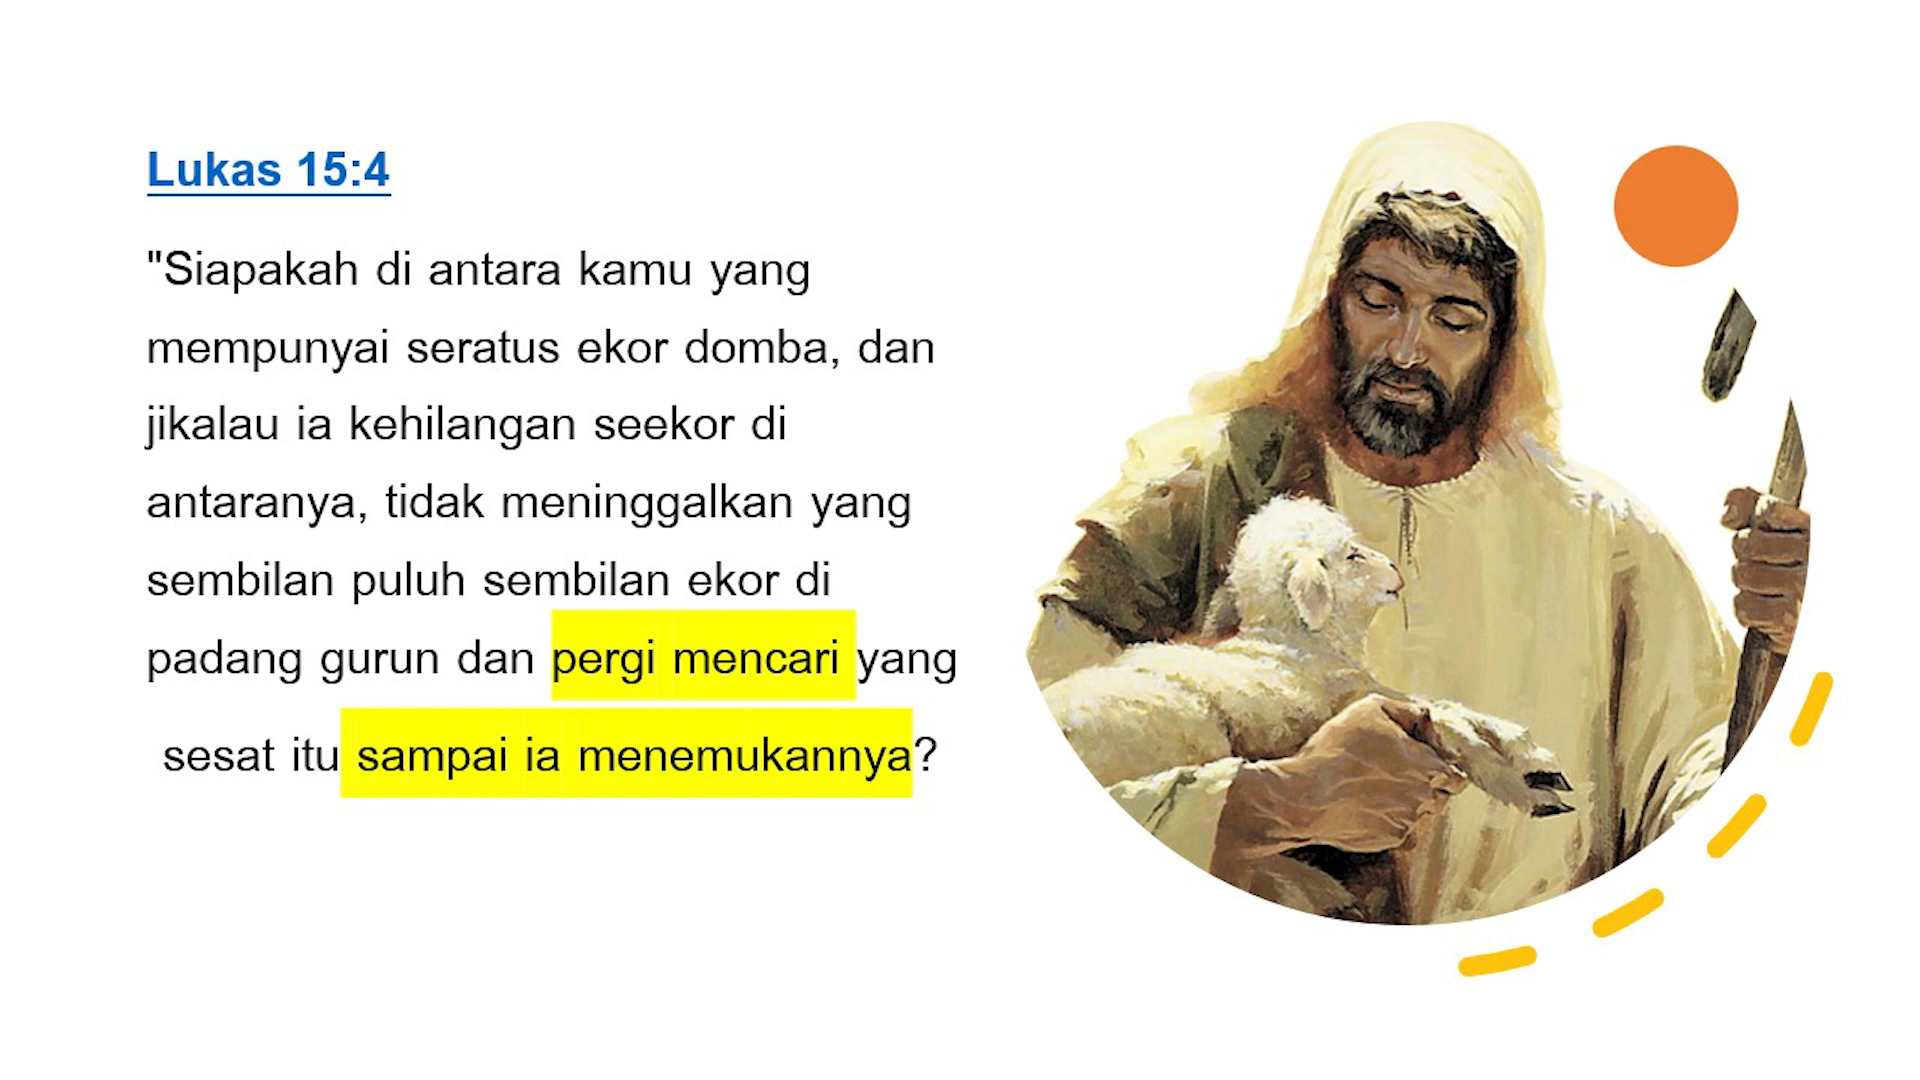 Lukas 15:4
"Siapakah di antara kamu yang
mempunyai seratus ekor domba, dan
jikalau ia kehilangan seekor di
antaranya, tidak meninggalkan yang
sembilan puluh sembilan ekor di
padang gurun dan pergi mencari yang
sesat itu sampai ia menemukannya?